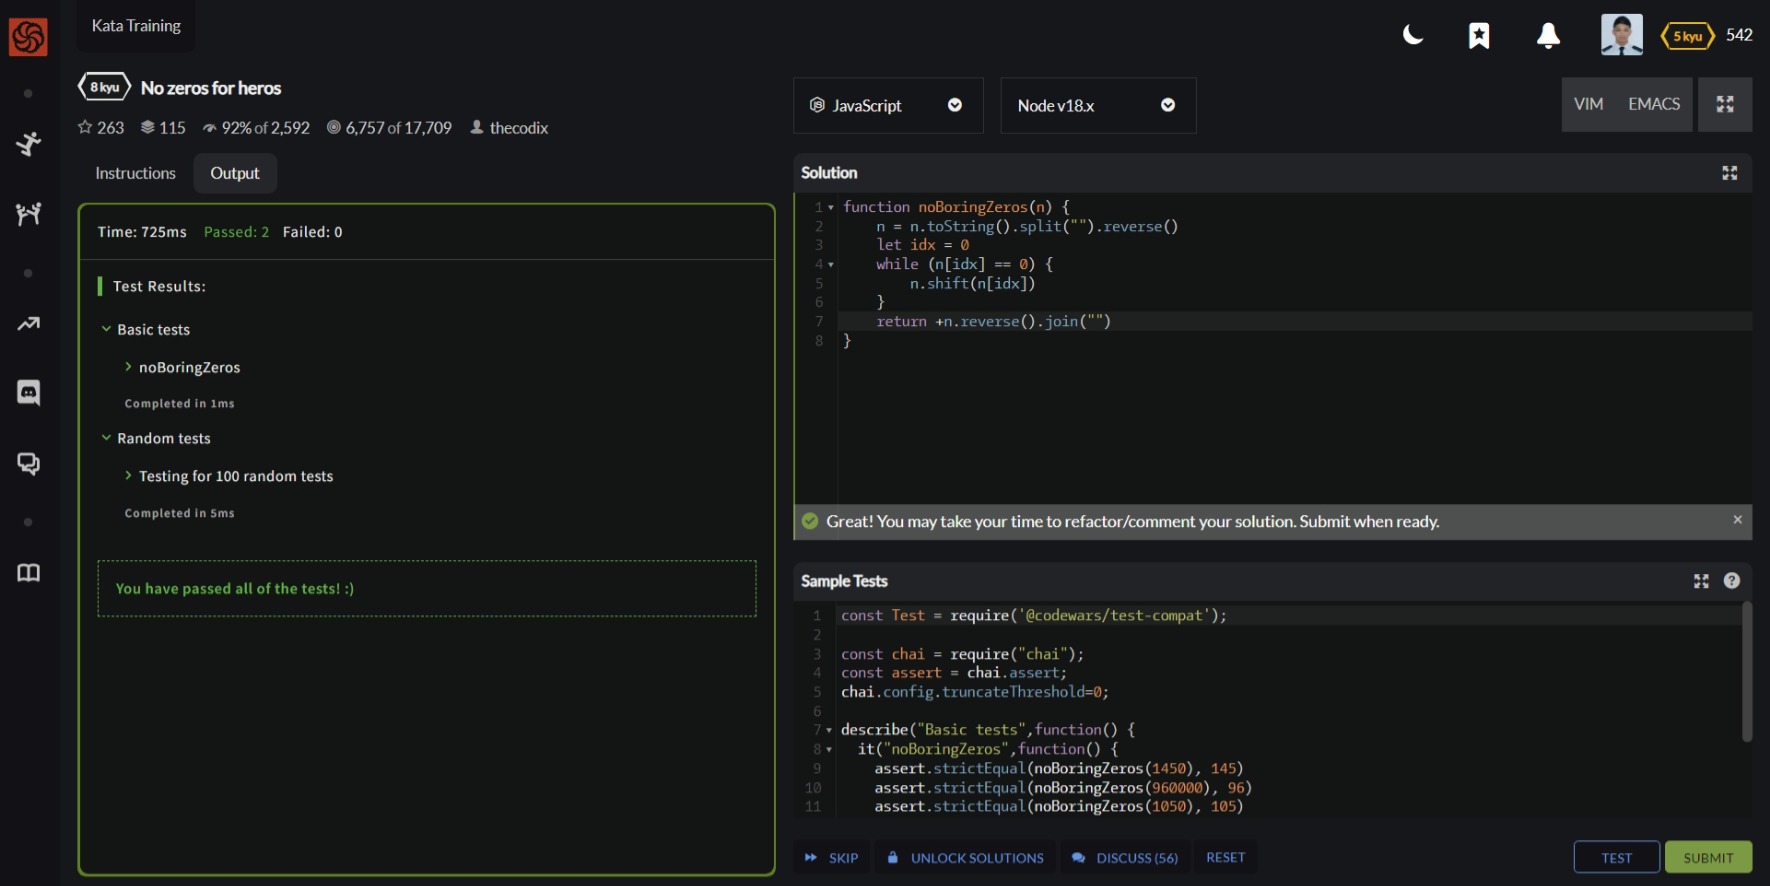 Kata Training
5 kyu 542
8 kyu No zeros for heros
263 115 92% of 2,592 6,757 of 17,709 thecodix
Instructions Output
Time: 725ms Passed: 2 Failed: 0
Test Results:
Basic tests
noBoringZeros
Completed in 1ms
Random tests
Testing for 100 random tests
Completed in 5ms
You have passed all of the tests! :)
JavaScript Node v18.x VIM EMACS
Solution
1 function noBoringZeros(n) {
2 n = n.toString().split("").reverse()
3 let idx = 0
4 while (n[idx] == 0) {
5 n.shift(n[idx])
6 }
7 return +n.reverse().join("")
8 }
Great! You may take your time to refactor/comment your solution. Submit when ready. ×
Sample Tests ?
1 const Test = require('@codewars/test-compat');
2
3 const chai = require("chai");
4 const assert = chai.assert;
5 chai.config.truncateThreshold=0;
6
7 describe("Basic tests",function() {
8 it("noBoringZeros",function() {
9 assert.strictEqual(noBoringZeros(1450), 145)
10 assert.strictEqual(noBoringZeros(960000), 96)
11 assert.strictEqual(noBoringZeros(1050), 105)
SKIP UNLOCK SOLUTIONS DISCUSS (56) RESET TEST SUBMIT